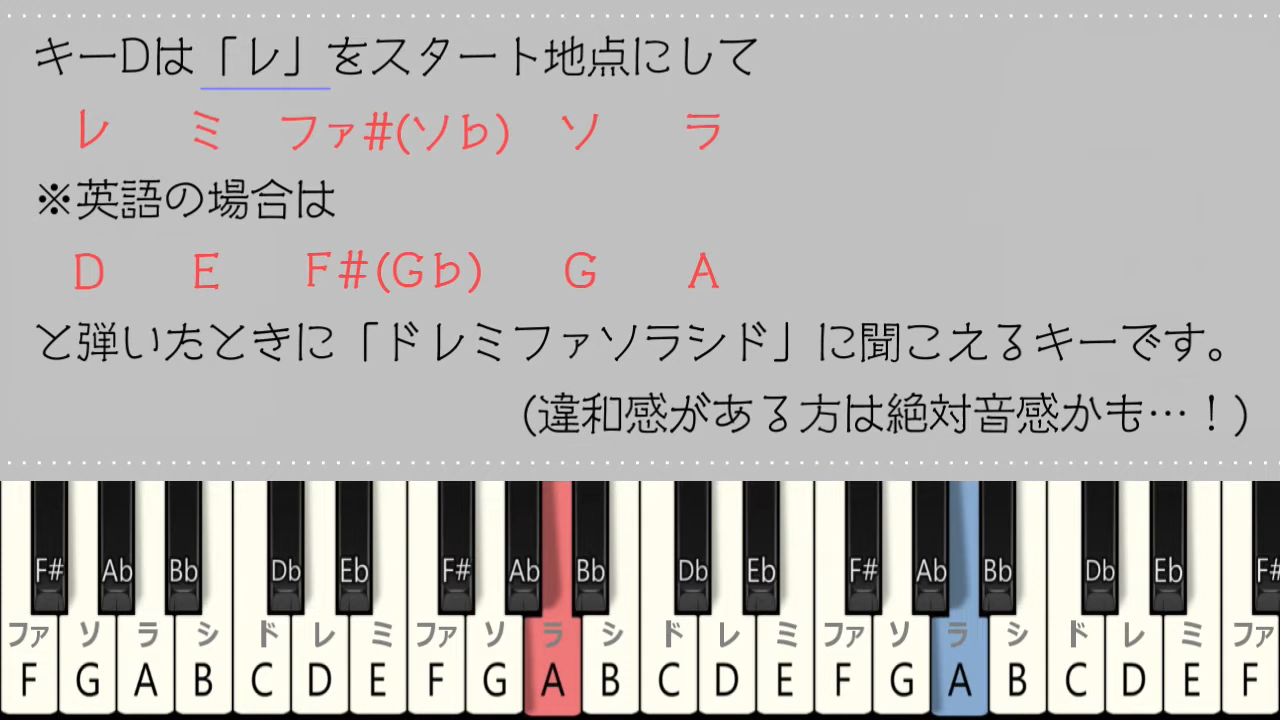 キーDは「レ」をスタート地点にして
レ ミ ファ#(ソb) ソ ラ
※英語の場合は
D E F#(Gb) G A
と弾いたときに「ドレミファソラシド」に聞こえるキーです。
(違和感がある方は絶対音感かも…！)
F# Ab Bb Db Eb F# Ab Bb Db Eb F# Ab Bb Db Eb F#
ファ ソ ラ シ ド レ ミ ファ ソ ラ シ ド レ ミ ファ ソ ラ シ ド レ ミ ファ
F G A B C D E F G A B C D E F G A B C D E F